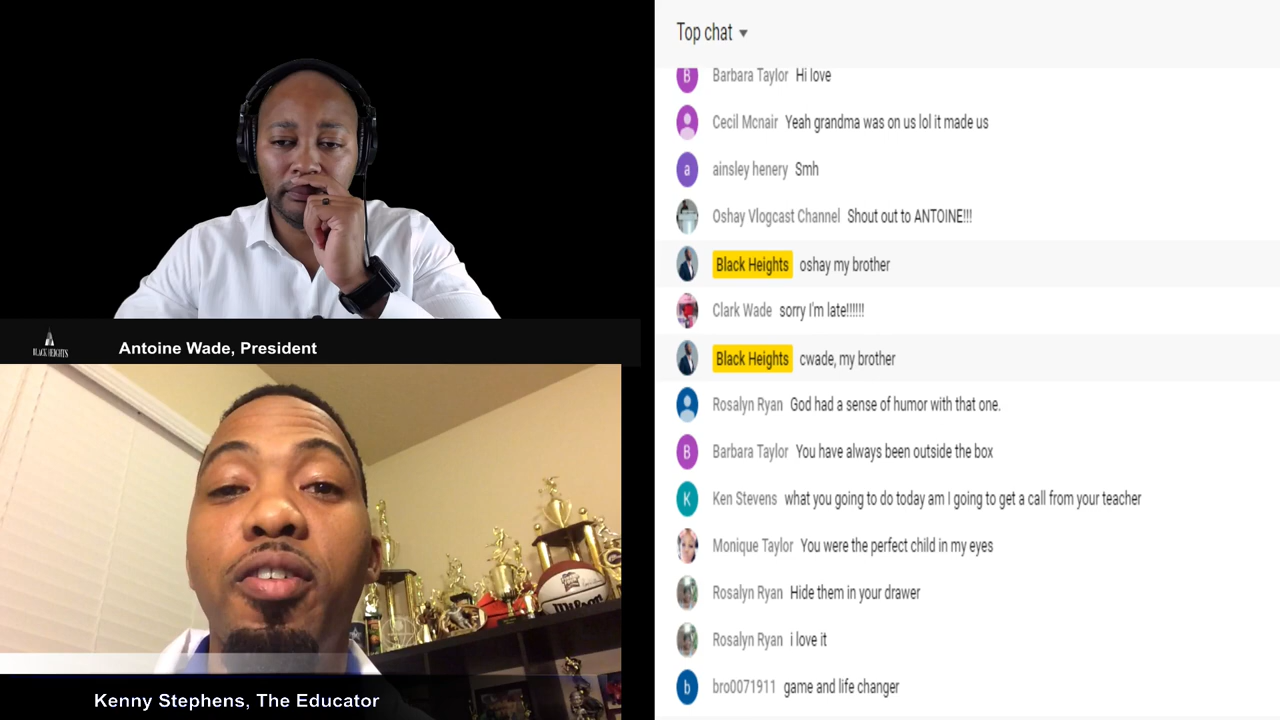 BLACK HEIGHTS
Antoine Wade, President
Wilson
Kenny Stephens, The Educator
Top chat
B Barbara Taylor Hi love
Cecil Mcnair Yeah grandma was on us lol it made us
a ainsley henery Smh
Oshay Vlogcast Channel Shout out to ANTOINE!!!
Black Heights oshay my brother
Clark Wade sorry I'm late!!!!!!
Black Heights cwade, my brother
Rosalyn Ryan God had a sense of humor with that one.
B Barbara Taylor You have always been outside the box
K Ken Stevens what you going to do today am I going to get a call from your teacher
Monique Taylor You were the perfect child in my eyes
Rosalyn Ryan Hide them in your drawer
Rosalyn Ryan i love it
b bro0071911 game and life changer